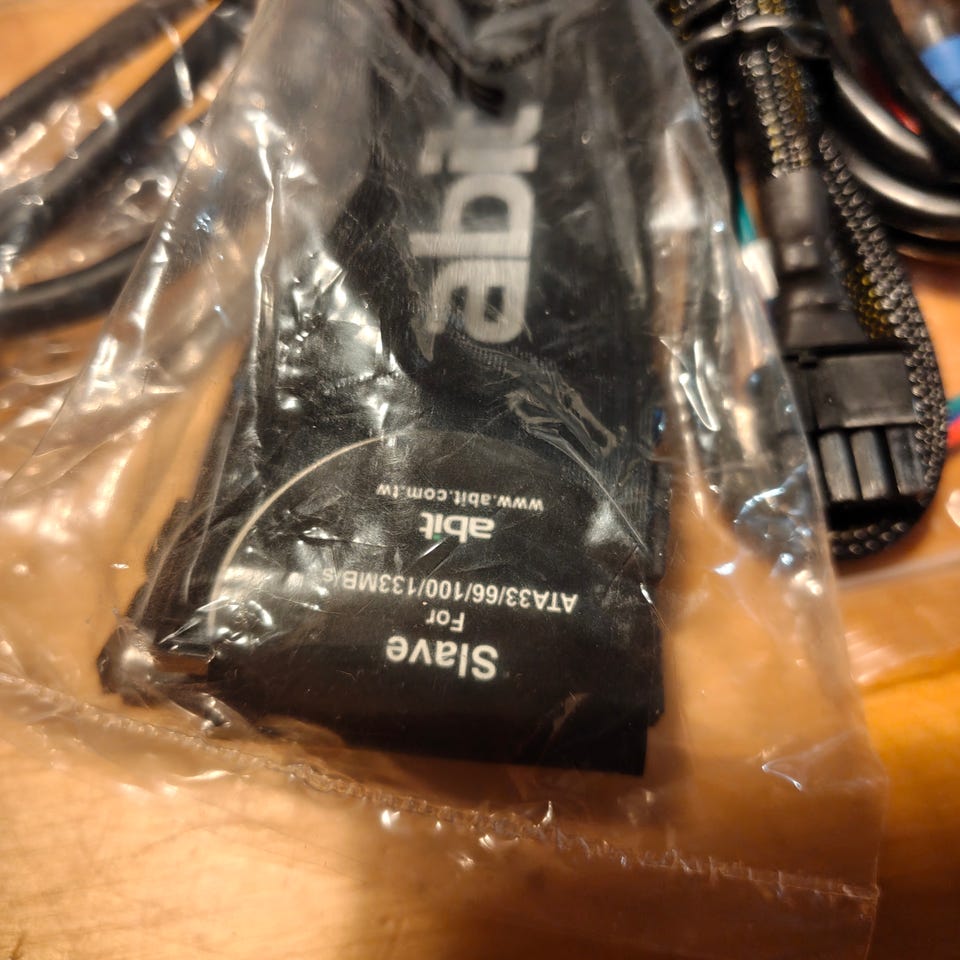 abit
Slave
For
ATA33/66/100/133MB/s
abit
www.abit.com.tw